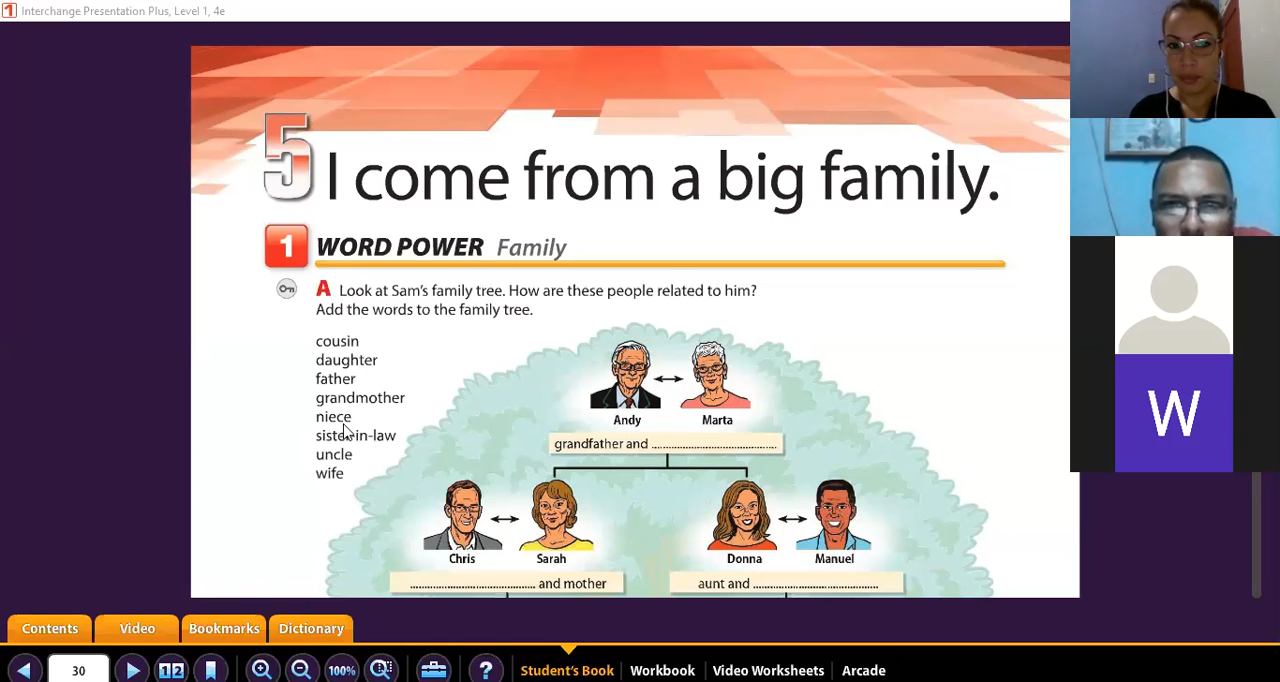 1 Interchange Presentation Plus, Level 1, 4e
5 I come from a big family.
1 WORD POWER Family
A Look at Sam's family tree. How are these people related to him?
Add the words to the family tree.
cousin
daughter
father
grandmother
niece
sister-in-law
uncle
wife
Andy Marta
grandfather and ........................................
Chris Sarah Donna Manuel
........................................ and mother aunt and ........................................
W
Contents Video Bookmarks Dictionary
30 12 100% ? Student's Book Workbook Video Worksheets Arcade